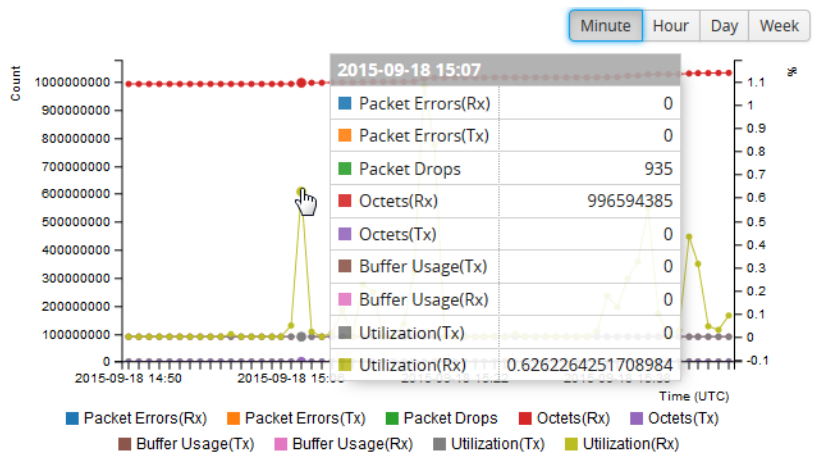 Minute Hour Day Week
Count
%
2015-09-18 15:07
Packet Errors(Rx) 0
Packet Errors(Tx) 0
Packet Drops 935
Octets(Rx) 996594385
Octets(Tx) 0
Buffer Usage(Tx) 0
Buffer Usage(Rx) 0
Utilization(Tx) 0
Utilization(Rx) 0.6262264251708984
1000000000
900000000
800000000
700000000
600000000
500000000
400000000
300000000
200000000
100000000
0
1.1
1
0.9
0.8
0.7
0.6
0.5
0.4
0.3
0.2
0.1
0
-0.1
2015-09-18 14:50 2015-09-18
Time (UTC)
Packet Errors(Rx) Packet Errors(Tx) Packet Drops Octets(Rx) Octets(Tx)
Buffer Usage(Tx) Buffer Usage(Rx) Utilization(Tx) Utilization(Rx)